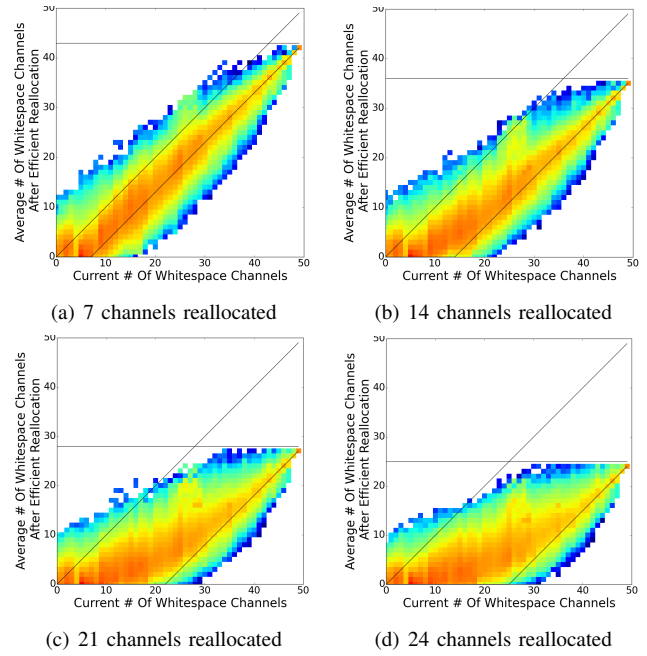 50
40
30
20
10
0
Average # Of Whitespace Channels
After Efficient Reallocation
0 10 20 30 40 50
Current # Of Whitespace Channels
(a) 7 channels reallocated
50
40
30
20
10
0
Average # Of Whitespace Channels
After Efficient Reallocation
0 10 20 30 40 50
Current # Of Whitespace Channels
(b) 14 channels reallocated
50
40
30
20
10
0
Average # Of Whitespace Channels
After Efficient Reallocation
0 10 20 30 40 50
Current # Of Whitespace Channels
(c) 21 channels reallocated
50
40
30
20
10
0
Average # Of Whitespace Channels
After Efficient Reallocation
0 10 20 30 40 50
Current # Of Whitespace Channels
(d) 24 channels reallocated